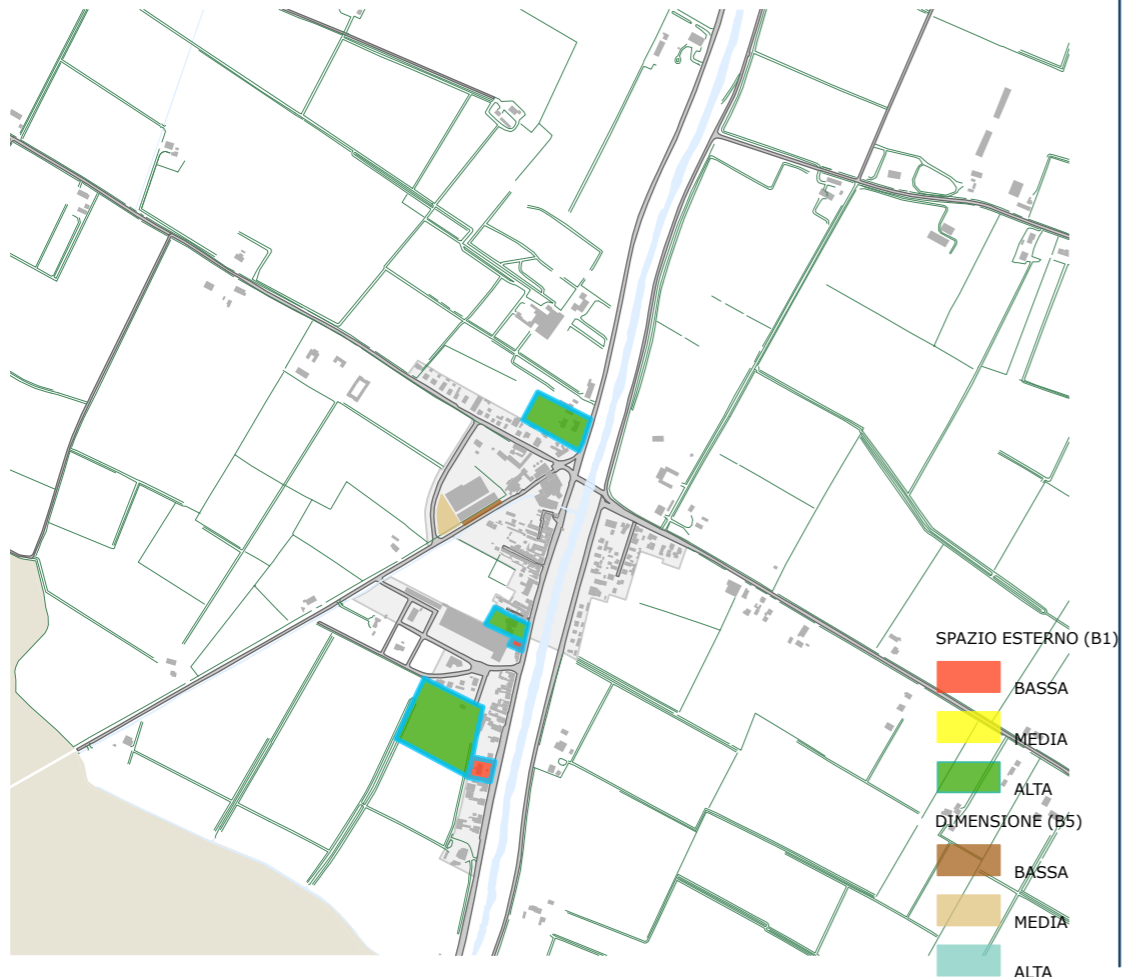 SPAZIO ESTERNO (B1)
BASSA
MEDIA
ALTA
DIMENSIONE (B5)
BASSA
MEDIA
ALTA